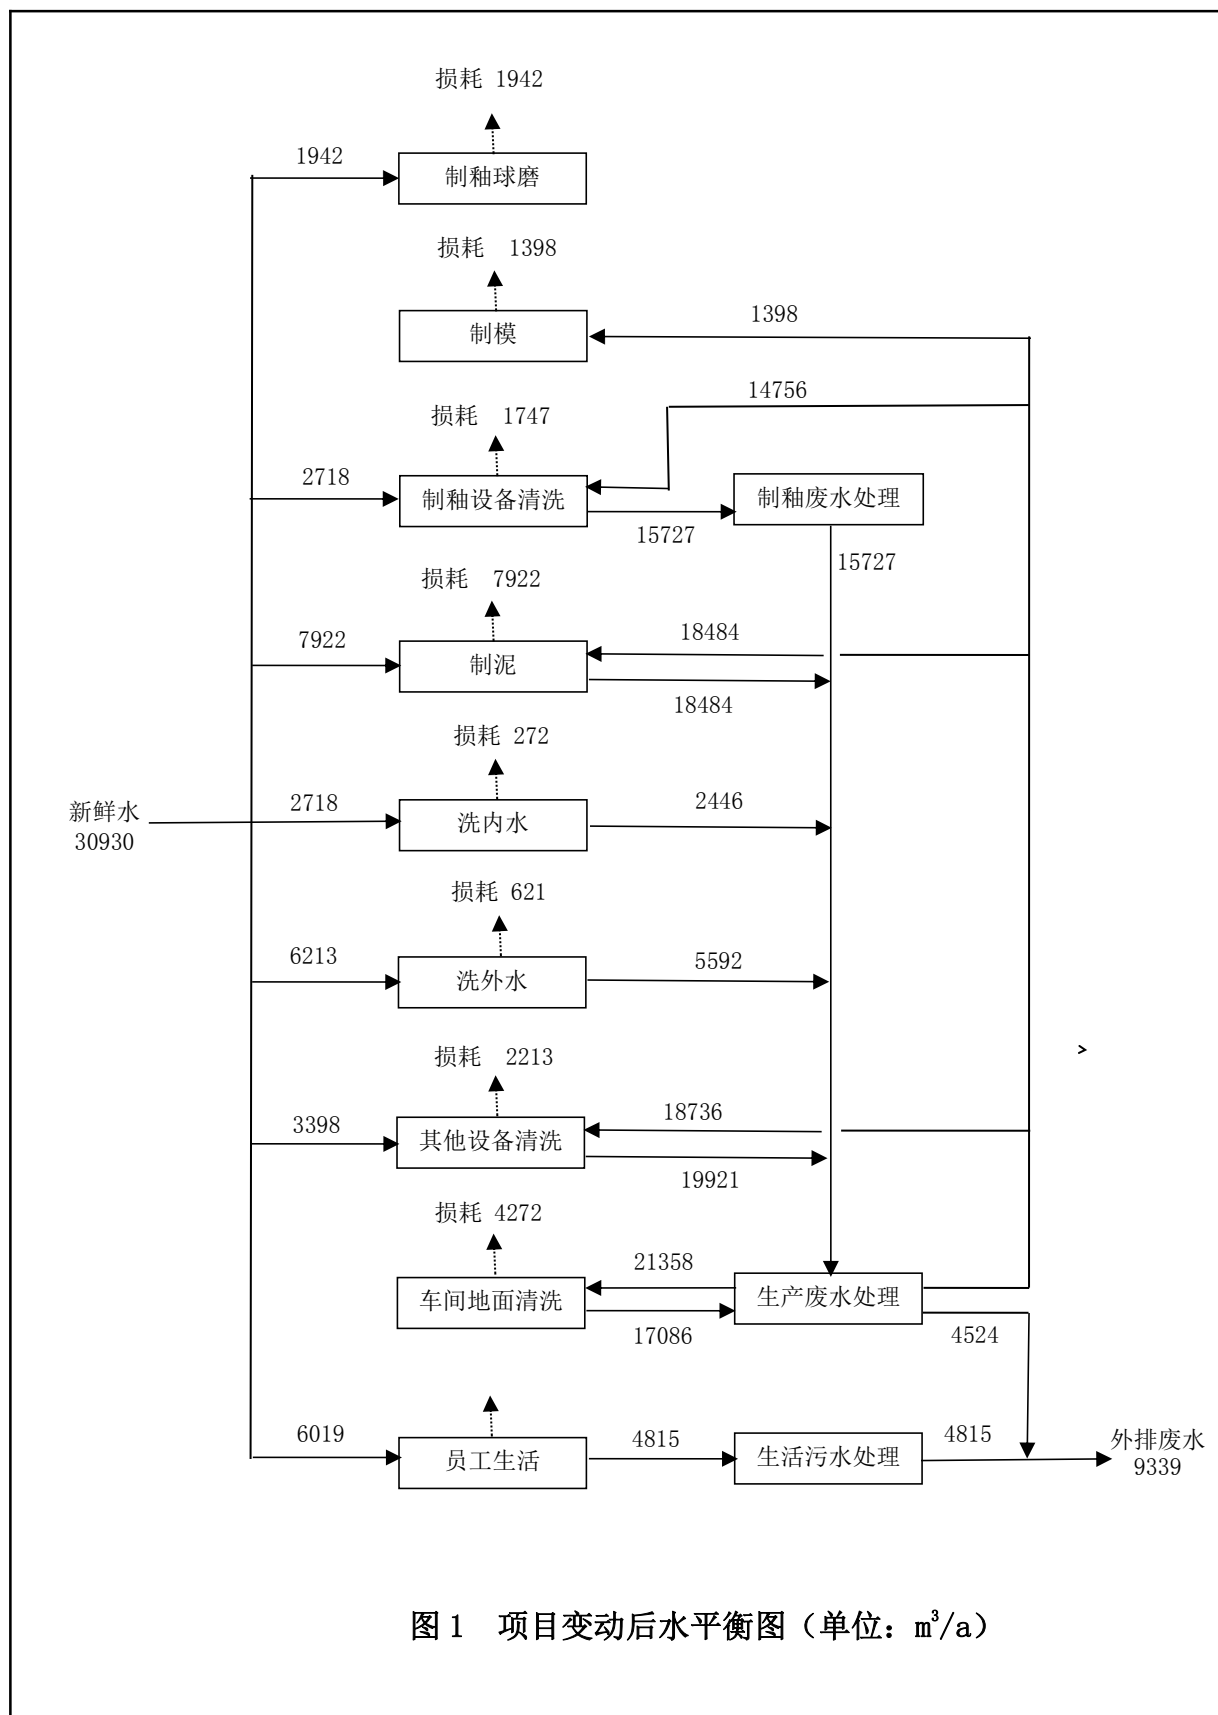 损耗 1942
1942
制釉球磨
损耗 1398
1398
制模
14756
损耗 1747
2718
制釉设备清洗
制釉废水处理
15727
15727
损耗 7922
7922
18484
制泥
18484
损耗 272
新鲜水
30930
2718
2446
洗内水
损耗 621
6213
5592
洗外水
损耗 2213
3398
18736
其他设备清洗
19921
损耗 4272
21358
车间地面清洗
生产废水处理
17086
4524
6019
员工生活
4815
生活污水处理
4815
外排废水
9339
图 1 项目变动后水平衡图（单位：m³/a）